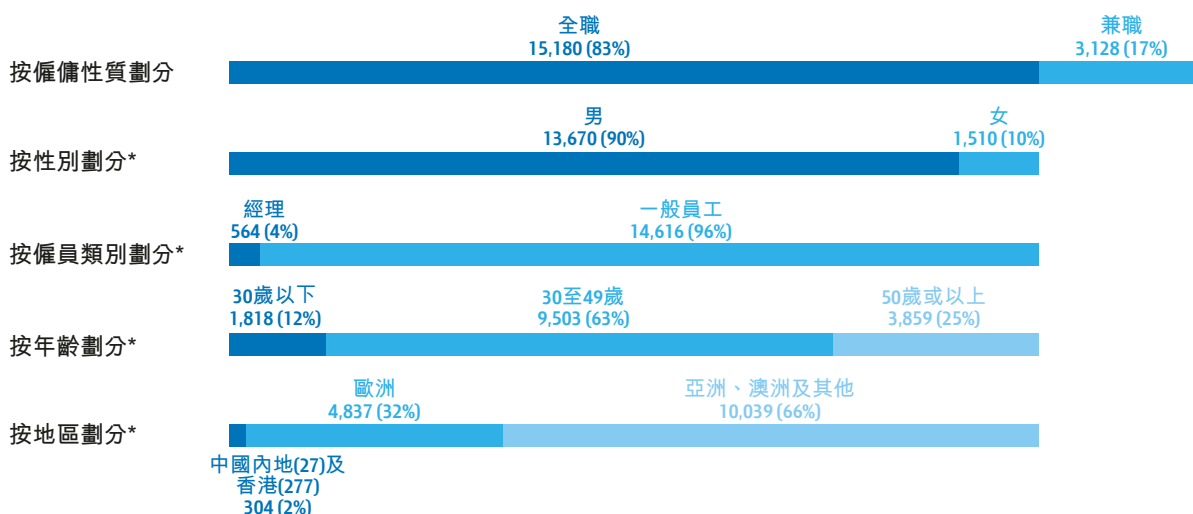 全職
15,180 (83%)
兼職
3,128 (17%)
按僱傭性質劃分
男
13,670 (90%)
女
1,510 (10%)
按性別劃分*
經理
564 (4%)
一般員工
14,616 (96%)
按僱員類別劃分*
30歲以下
1,818 (12%)
30至49歲
9,503 (63%)
50歲或以上
3,859 (25%)
按年齡劃分*
歐洲
4,837 (32%)
亞洲、澳洲及其他
10,039 (66%)
按地區劃分*
中國內地(27)及
香港(277)
304 (2%)